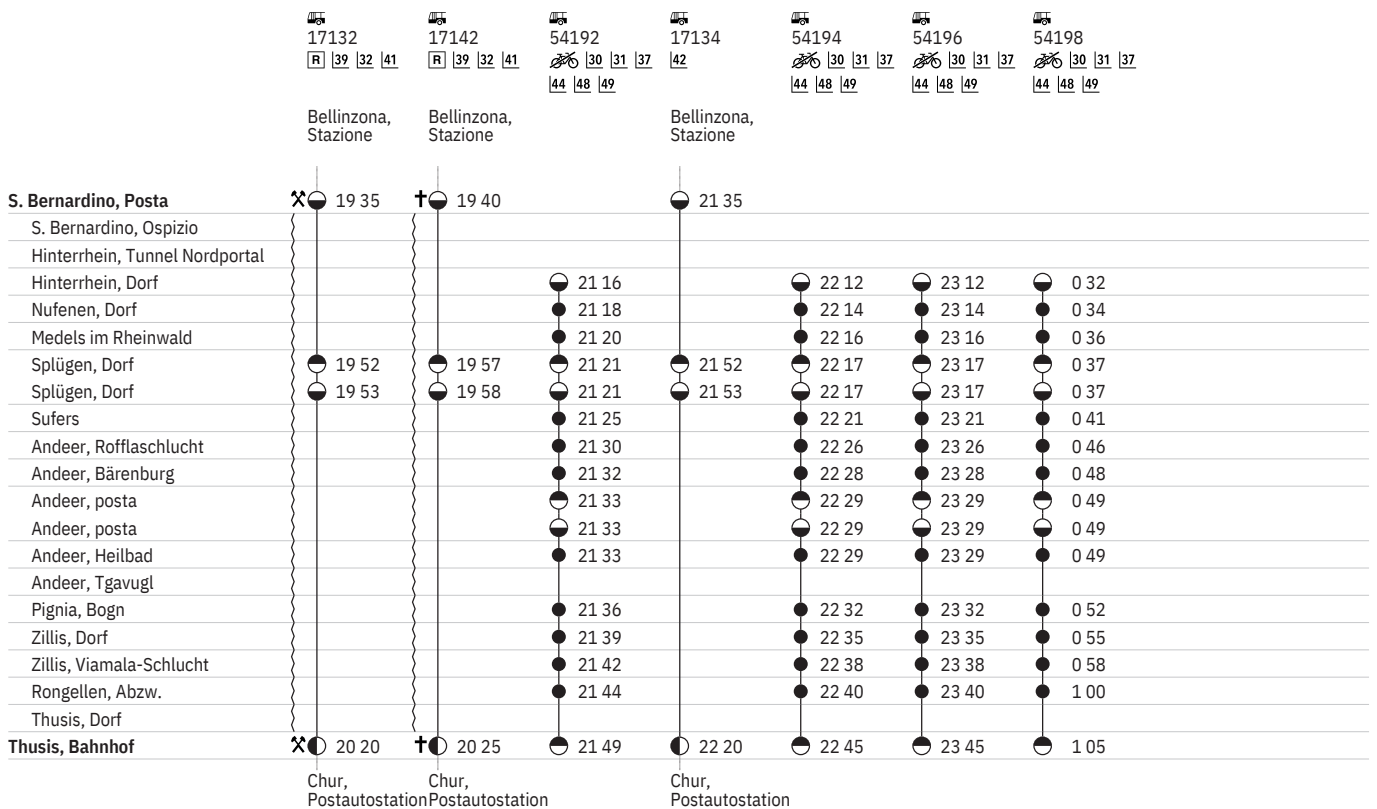 17132 17142 54192 17134 54194 54196 54198
R 39 32 41 R 39 32 41 30 31 37 42 30 31 37 30 31 37 30 31 37
44 48 49 44 48 49 44 48 49 44 48 49
Bellinzona, Bellinzona, Bellinzona,
Stazione Stazione Stazione
S. Bernardino, Posta 19 35 19 40 21 35
S. Bernardino, Ospizio
Hinterrhein, Tunnel Nordportal
Hinterrhein, Dorf 21 16 22 12 23 12 0 32
Nufenen, Dorf 21 18 22 14 23 14 0 34
Medels im Rheinwald 21 20 22 16 23 16 0 36
Splügen, Dorf 19 52 19 57 21 21 21 52 22 17 23 17 0 37
Splügen, Dorf 19 53 19 58 21 21 21 53 22 17 23 17 0 37
Sufers 21 25 22 21 23 21 0 41
Andeer, Rofflaschlucht 21 30 22 26 23 26 0 46
Andeer, Bärenburg 21 32 22 28 23 28 0 48
Andeer, posta 21 33 22 29 23 29 0 49
Andeer, posta 21 33 22 29 23 29 0 49
Andeer, Heilbad 21 33 22 29 23 29 0 49
Andeer, Tgavugl
Pignia, Bogn 21 36 22 32 23 32 0 52
Zillis, Dorf 21 39 22 35 23 35 0 55
Zillis, Viamala-Schlucht 21 42 22 38 23 38 0 58
Rongellen, Abzw. 21 44 22 40 23 40 1 00
Thusis, Dorf
Thusis, Bahnhof 20 20 20 25 21 49 22 20 22 45 23 45 1 05
Chur, Chur, Chur,
Postautostation Postautostation Postautostation